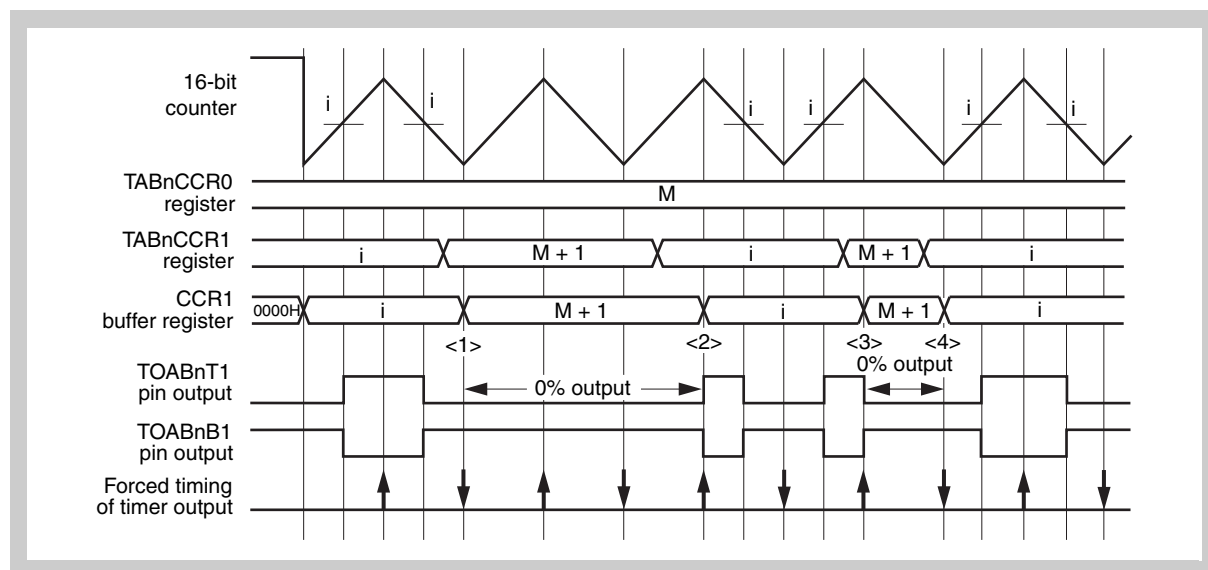 16-bit
counter
i
i
i
i
i
i
TABnCCR0
register
M
TABnCCR1
register
i
M + 1
i
M + 1
i
CCR1
buffer register
0000H
i
M + 1
i
M + 1
i
<1>
<2>
<3>
<4>
TOABnT1
pin output
0% output
0% output
TOABnB1
pin output
Forced timing
of timer output